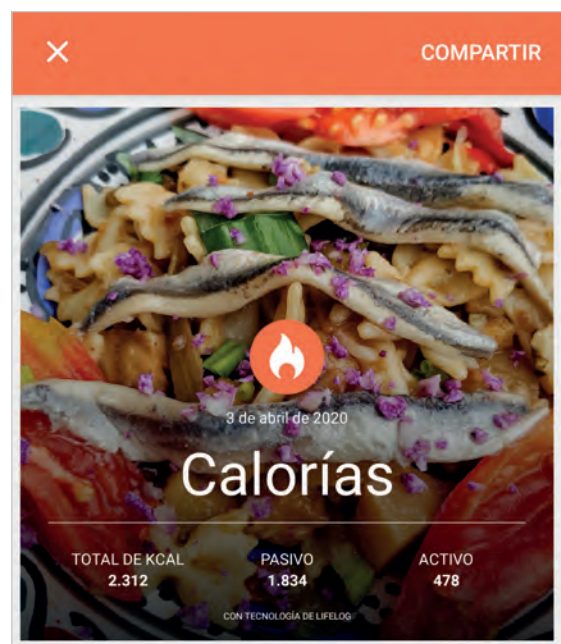 COMPARTIR
3 de abril de 2020
Calorías
TOTAL DE KCAL PASIVO ACTIVO
2.312 1.834 478
CON TECNOLOGÍA DE LIFELOG